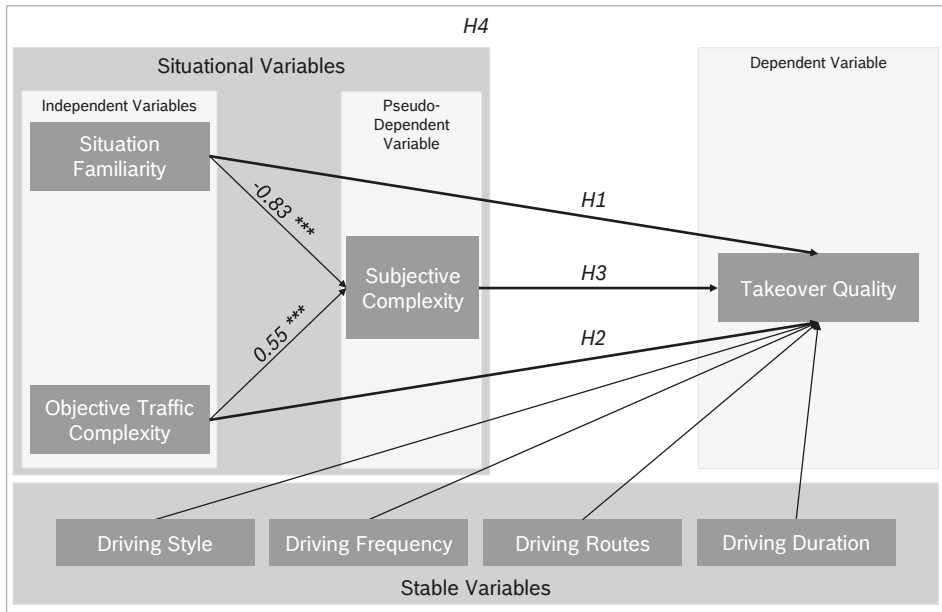 H4
Situational Variables
Independent Variables
Situation
Familiarity
Objective Traffic
Complexity
-0.83 ***
0.55 ***
Pseudo-
Dependent
Variable
Subjective
Complexity
H1
H3
H2
Dependent Variable
Takeover Quality
Driving Style
Driving Frequency
Driving Routes
Driving Duration
Stable Variables